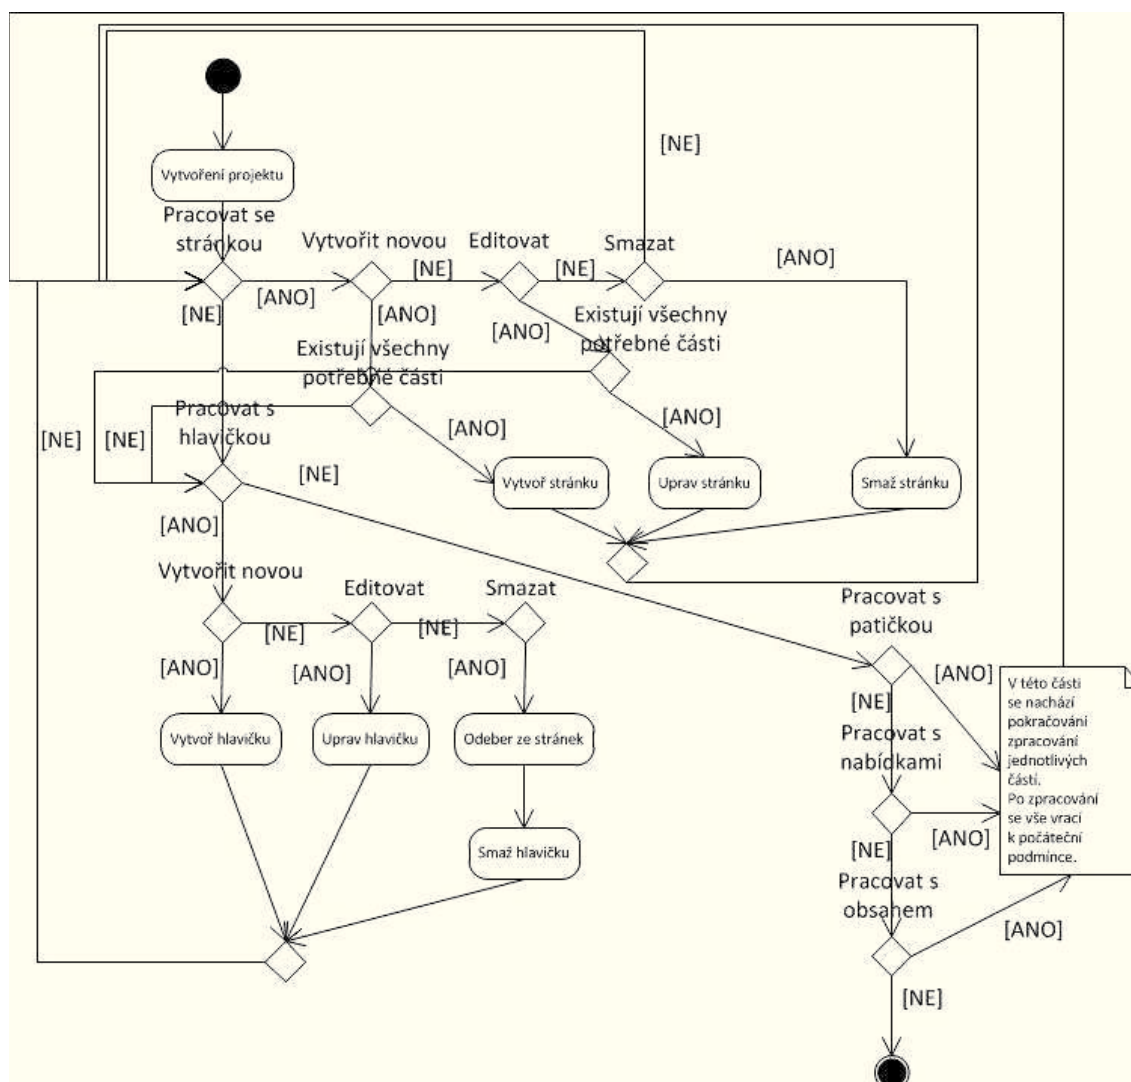 [NE]
Vytvoření projektu
Pracovat se
stránkou
Vytvořit novou
Editovat
Smazat
[NE]
[NE]
[ANO]
[ANO]
[NE]
[ANO]
[ANO]
Existují všechny
potřebné části
Existují všechny
potřebné části
Pracovat s
hlavičkou
[NE]
[NE]
[ANO]
[ANO]
[NE]
Vytvoř stránku
Uprav stránku
Smaž stránku
[ANO]
Vytvořit novou
Editovat
Smazat
[NE]
[NE]
[ANO]
[ANO]
[ANO]
Vytvoř hlavičku
Uprav hlavičku
Odeber ze stránek
Smaž hlavičku
Pracovat s
patičkou
[ANO]
[NE]
Pracovat s
nabídkami
[ANO]
[NE]
Pracovat s
obsahem
[ANO]
[NE]
V této části
se nachází
pokračování
zpracování
jednotlivých
částí.
Po zpracování
se vše vrací
k počáteční
podmínce.